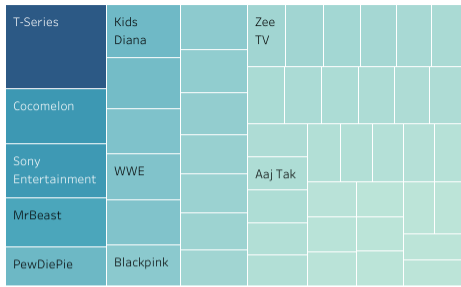 T-Series
Kids
Diana
Zee
TV
Cocomelon
Sony
Entertainment
WWE
Aaj Tak
MrBeast
PewDiePie
Blackpink